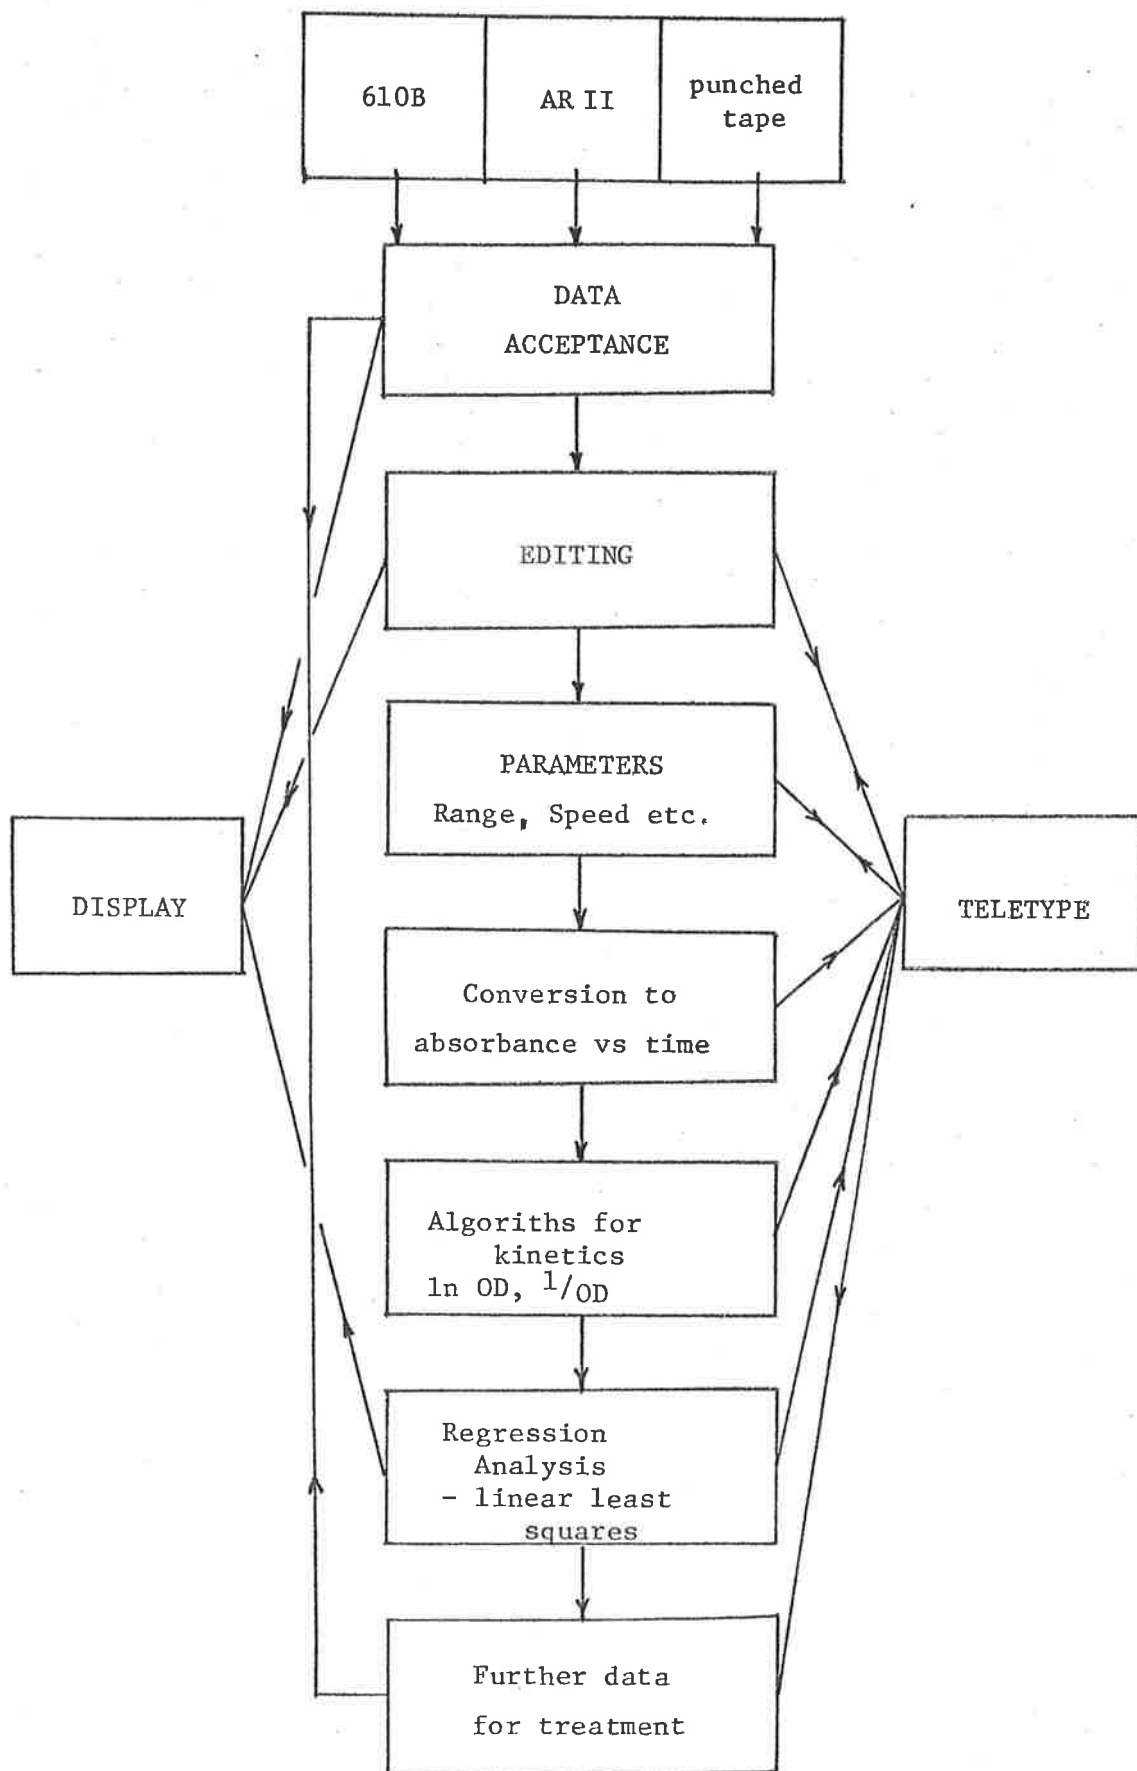 610B
AR II
punched
tape
DATA
ACCEPTANCE
EDITING
PARAMETERS
Range, Speed etc.
DISPLAY
TELETYPE
Conversion to
absorbance vs time
Algoriths for
kinetics
ln OD, 1/OD
Regression
Analysis
- linear least
squares
Further data
for treatment